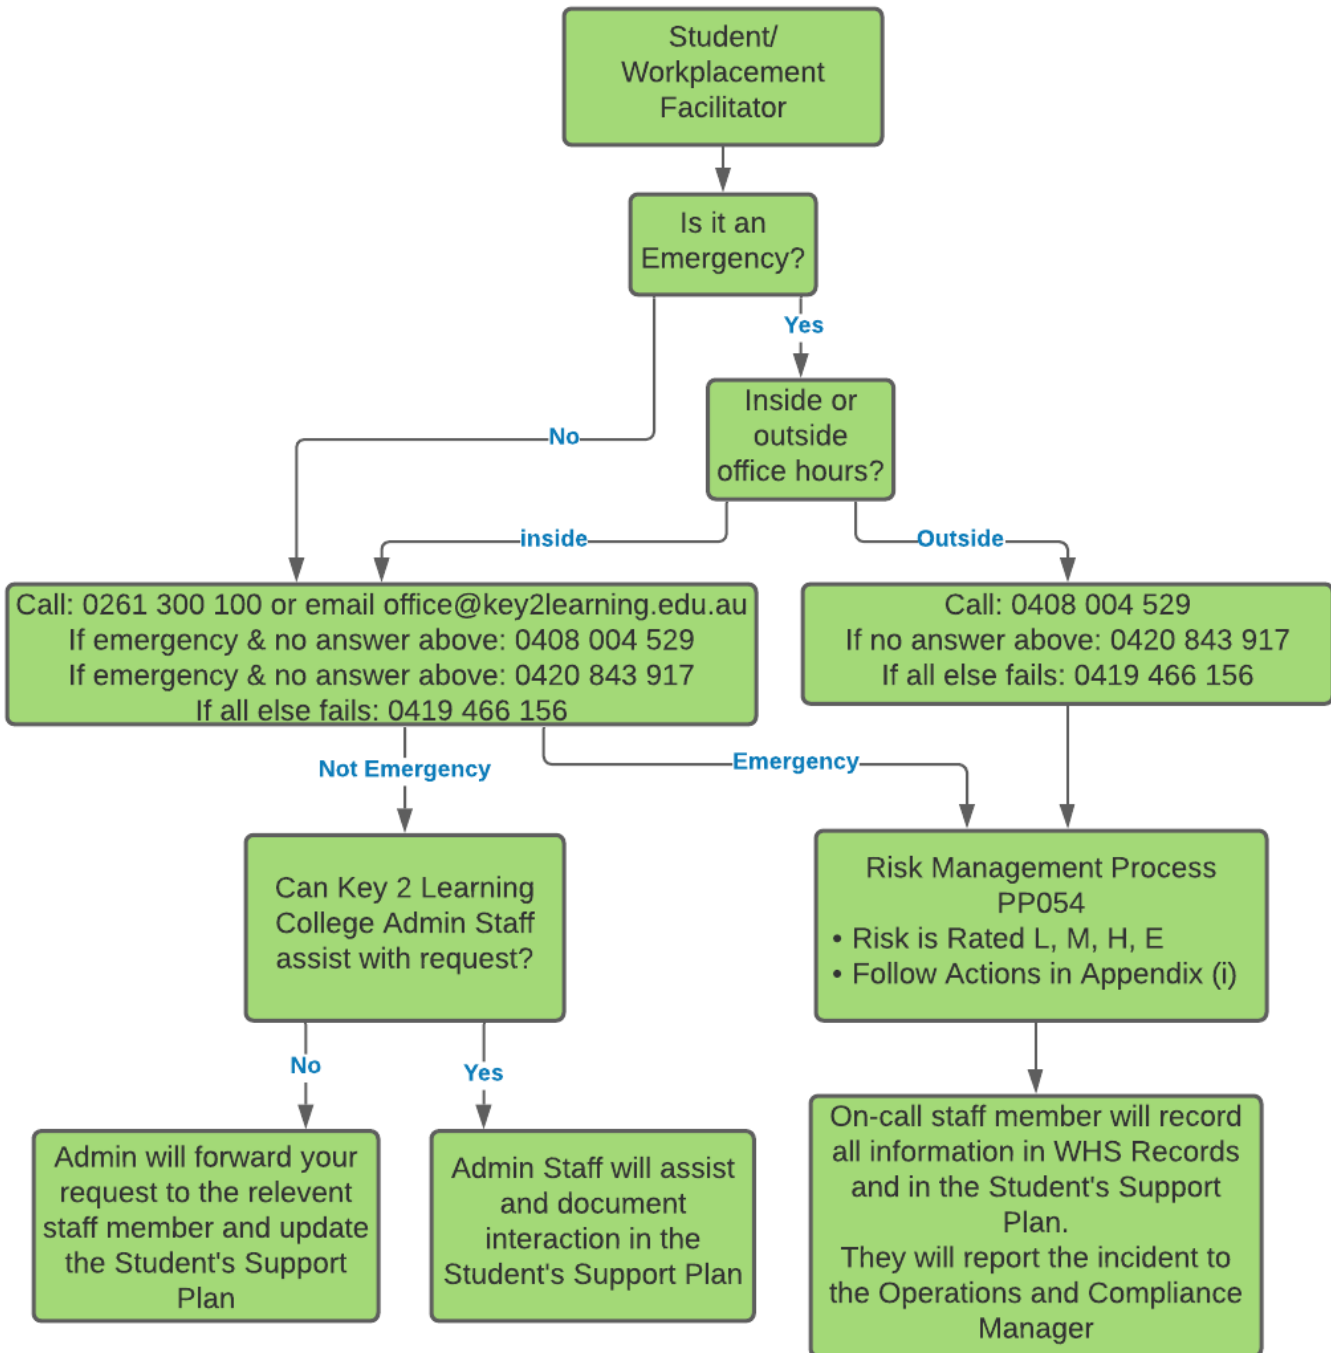 Student/
Workplacement
Facilitator
Is it an
Emergency?
Yes
No
Inside or
outside
office hours?
inside
Outside
Call: 0261 300 100 or email office@key2learning.edu.au
If emergency & no answer above: 0408 004 529
If emergency & no answer above: 0420 843 917
If all else fails: 0419 466 156
Call: 0408 004 529
If no answer above: 0420 843 917
If all else fails: 0419 466 156
Not Emergency
Emergency
Can Key 2 Learning
College Admin Staff
assist with request?
Risk Management Process
PP054
• Risk is Rated L, M, H, E
• Follow Actions in Appendix (i)
No
Yes
Admin will forward your
request to the relevent
staff member and update
the Student's Support
Plan
Admin Staff will assist
and document
interaction in the
Student's Support Plan
On-call staff member will record
all information in WHS Records
and in the Student's Support
Plan.
They will report the incident to
the Operations and Compliance
Manager